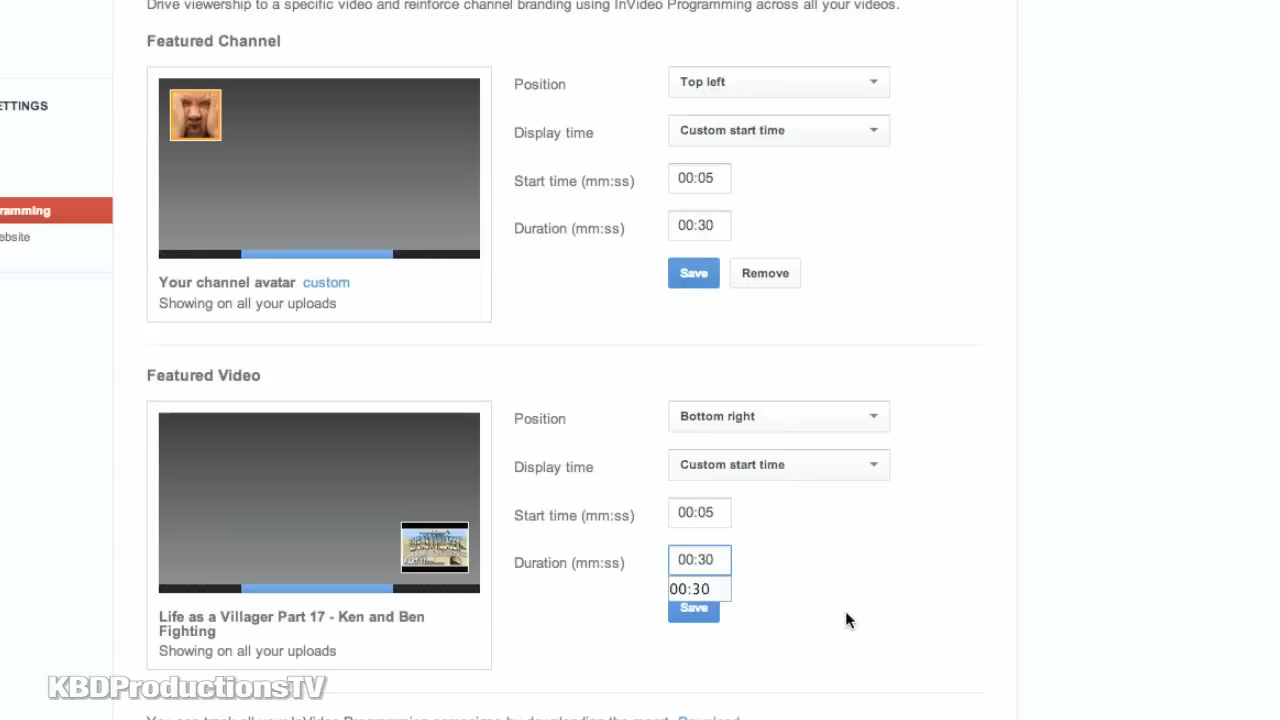 Drive viewership to a specific video and reinforce channel branding using InVideo Programming across all your videos.
Featured Channel
ETTINGS
ramming
ebsite
Position
Top left
Display time
Custom start time
Start time (mm:ss)
00:05
Duration (mm:ss)
00:30
Save
Remove
Your channel avatar custom
Showing on all your uploads
Featured Video
Position
Bottom right
Display time
Custom start time
Start time (mm:ss)
00:05
Duration (mm:ss)
00:30
00:30
Save
Life as a Villager Part 17 - Ken and Ben
Fighting
Showing on all your uploads
KBDProductionsTV
You can track all your InVideo Programming campaigns by downloading the report. Download